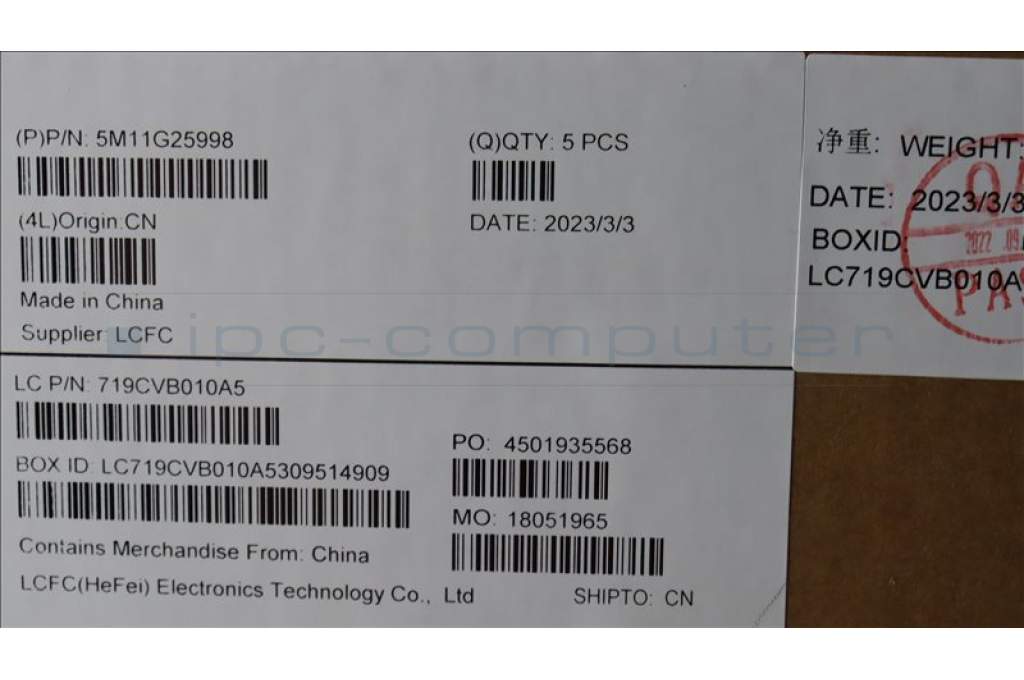 (P)P/N: 5M11G25998
(Q)QTY: 5 PCS
(4L)Origin:CN
DATE: 2023/3/3
Made in China
Supplier: LCFC
LC P/N: 719CVB010A5
BOX ID: LC719CVB010A5309514909
PO: 4501935568
MO: 18051965
Contains Merchandise From: China
LCFC(HeFei) Electronics Technology Co., Ltd
SHIPTO: CN
净重: WEIGHT:
DATE: 2023/3/3
BOXID:
LC719CVB010A
2022 .09
ipc-computer